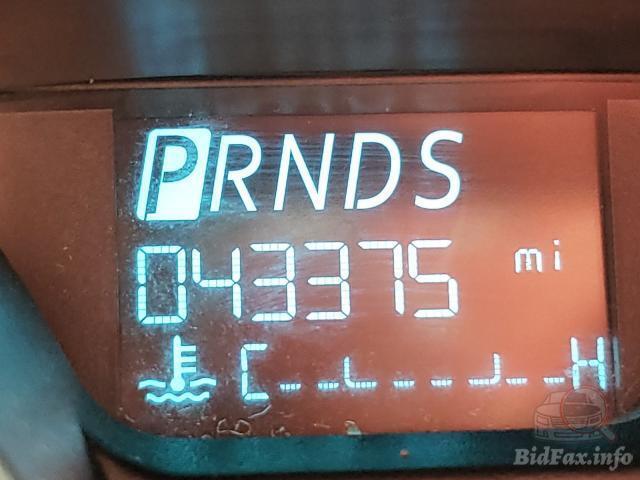 PRNDS
043375 mi
C H
BidFax.info